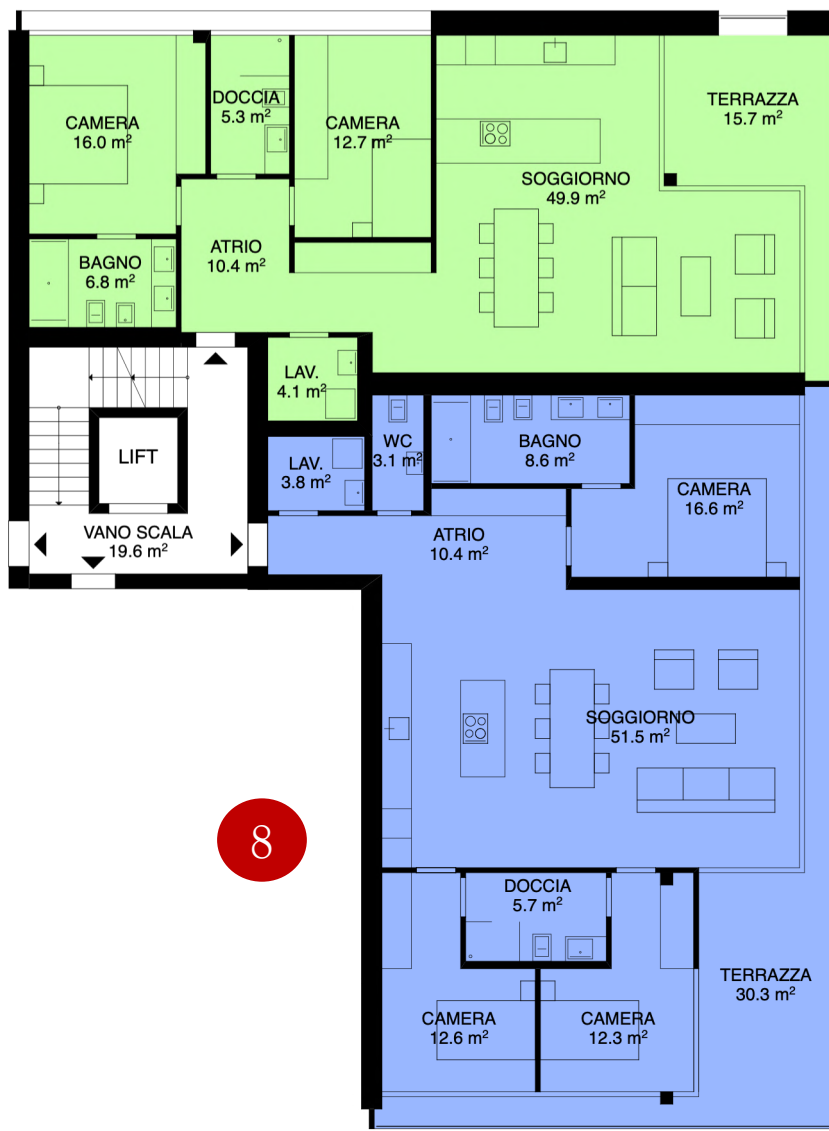 CAMERA
16.0 m²
DOCCIA
5.3 m²
CAMERA
12.7 m²
TERRAZZA
15.7 m²
SOGGIORNO
49.9 m²
ATRIO
10.4 m²
BAGNO
6.8 m²
LAV.
4.1 m²
LIFT
VANO SCALA
19.6 m²
LAV.
3.8 m²
WC
3.1 m²
BAGNO
8.6 m²
CAMERA
16.6 m²
ATRIO
10.4 m²
SOGGIORNO
51.5 m²
8
DOCCIA
5.7 m²
TERRAZZA
30.3 m²
CAMERA
12.6 m²
CAMERA
12.3 m²